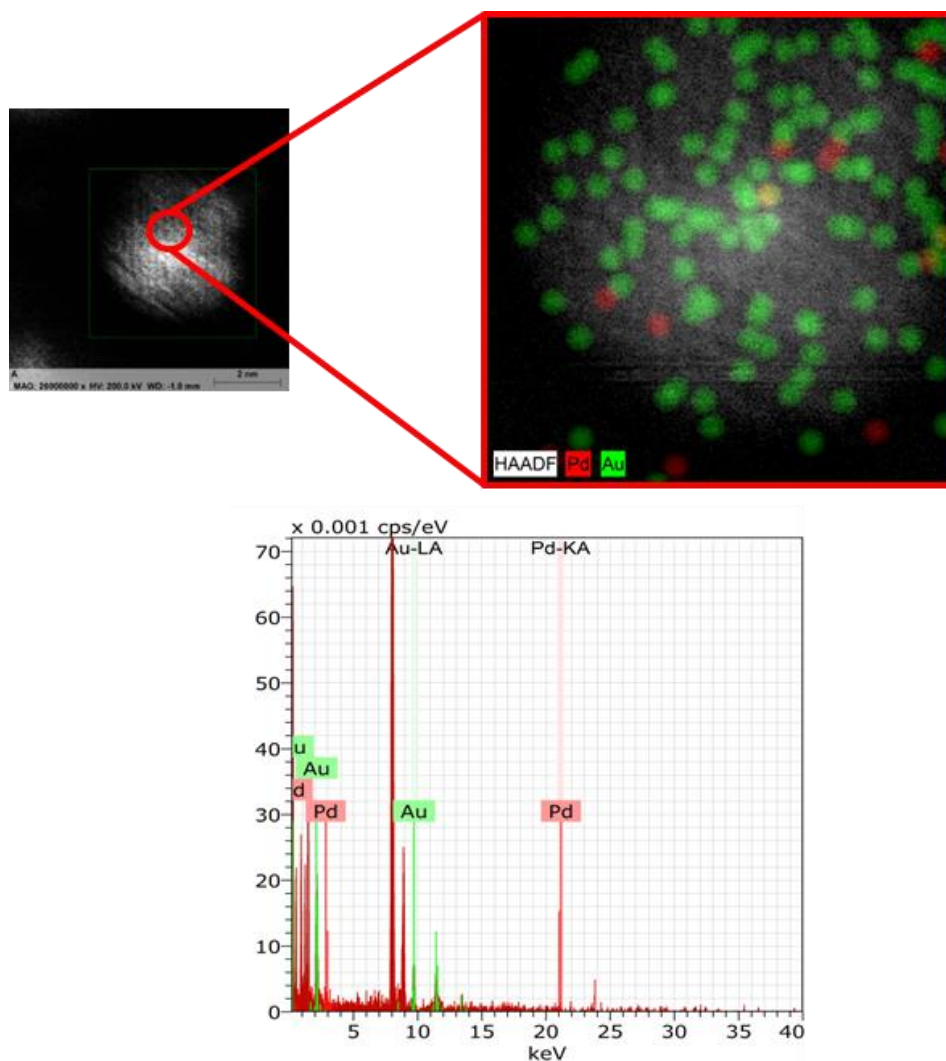 A
2 nm
MAG: 26000000 x HV: 200.0 kV WD: -1.0 mm
HAADF Pd Au
x 0.001 cps/eV
Au-LA Pd-KA
70
60
50
40
30
20
10
0
u
Au
d
Pd
Au
Pd
5 10 15 20 25 30 35 40
keV